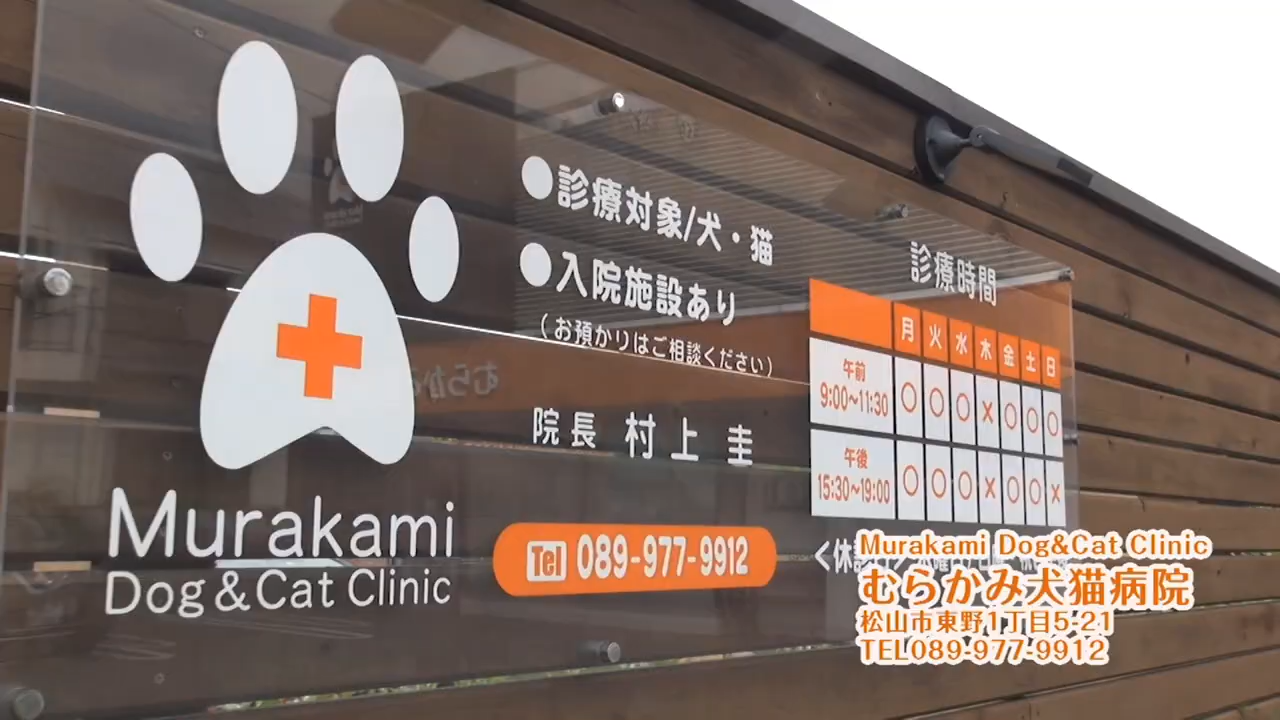 Murakami
Dog&Cat Clinic
●診療対象/犬・猫
●入院施設あり
(お預かりはご相談ください)
院長 村上 圭
Tel 089-977-9912
診療時間
月 火 水 木 金 土 日
午前 9:00~11:30 ○ ○ ○ × ○ ○ ○
午後 15:30~19:00 ○ ○ ○ × ○ ○ ×
Murakami Dog&Cat Clinic
むらかみ犬猫病院
松山市東野1丁目5-21
TEL089-977-9912